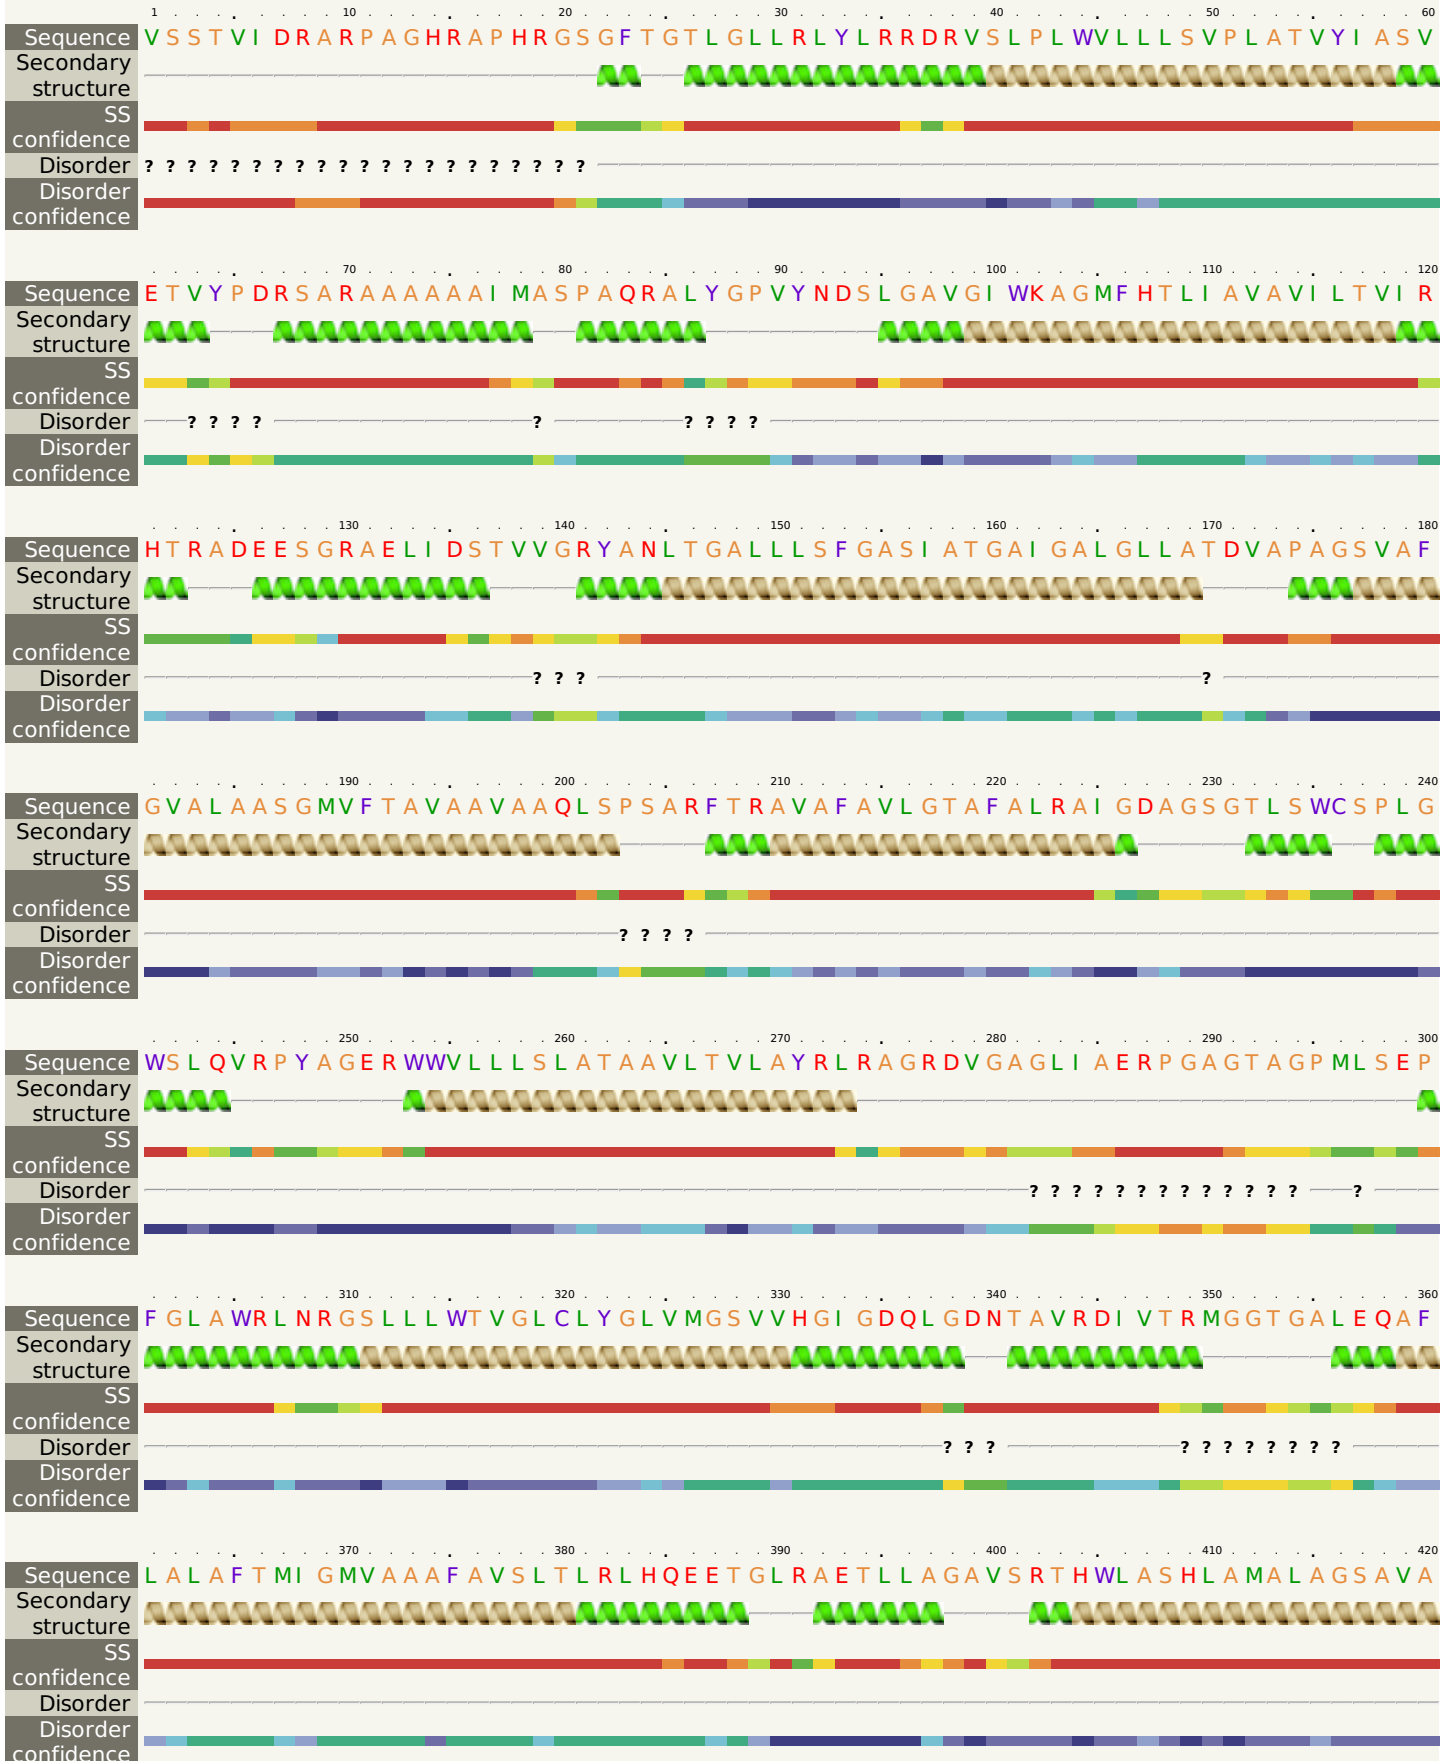 1 10 20 30 40 50 60
Sequence VSSTVIDRARPAGHRAPHRGSGFTGTLGLLRLYLRRDRVSLPLWVLLLSVPLATVYIASV
Secondary
structure
SS
confidence
Disorder ? ? ? ? ? ? ? ? ? ? ? ? ? ? ? ? ? ? ? ? ?
Disorder
confidence
70 80 90 100 110 120
Sequence ETVYPDRSARAAAAAAIMASPAQRALYGPVYNDSLGAVGIWKAGMFHTLIAVAVILTVIR
Secondary
structure
SS
confidence
Disorder ? ? ? ? ? ? ? ? ?
Disorder
confidence
130 140 150 160 170 180
Sequence HTRADEESGRAELIDSTVVGRYANLTGALLLSFGASIATGAIGALGLLATDVAPAGSVAF
Secondary
structure
SS
confidence
Disorder ? ? ? ?
Disorder
confidence
190 200 210 220 230 240
Sequence GVALAASGMVFTAVAAVAAQLSPSARFTRAVAFAVLGTAFALRAIGDAGSGTLSWCSPLG
Secondary
structure
SS
confidence
Disorder ? ? ? ?
Disorder
confidence
250 260 270 280 290 300
Sequence WSLQVRPYAGERWWVLLLSLATAAVLTVLAYRLRAGRDVGAGLIAERPGAGTAGPMLSEP
Secondary
structure
SS
confidence
Disorder ? ? ? ? ? ? ? ? ? ? ? ? ? ?
Disorder
confidence
310 320 330 340 350 360
Sequence FGLAWRLNRGSLLLWTVGLCLYGLVMGSVVHGIGDQLGDNTAVRDIVTRMGGTGALEQAF
Secondary
structure
SS
confidence
Disorder ? ? ? ? ? ? ? ? ? ? ?
Disorder
confidence
370 380 390 400 410 420
Sequence LALAFTMIGMVAAAFAVSLTLRLHQEETGLRAETLLAGAVSRTHWLASHLAMALAGSAVA
Secondary
structure
SS
confidence
Disorder
Disorder
confidence